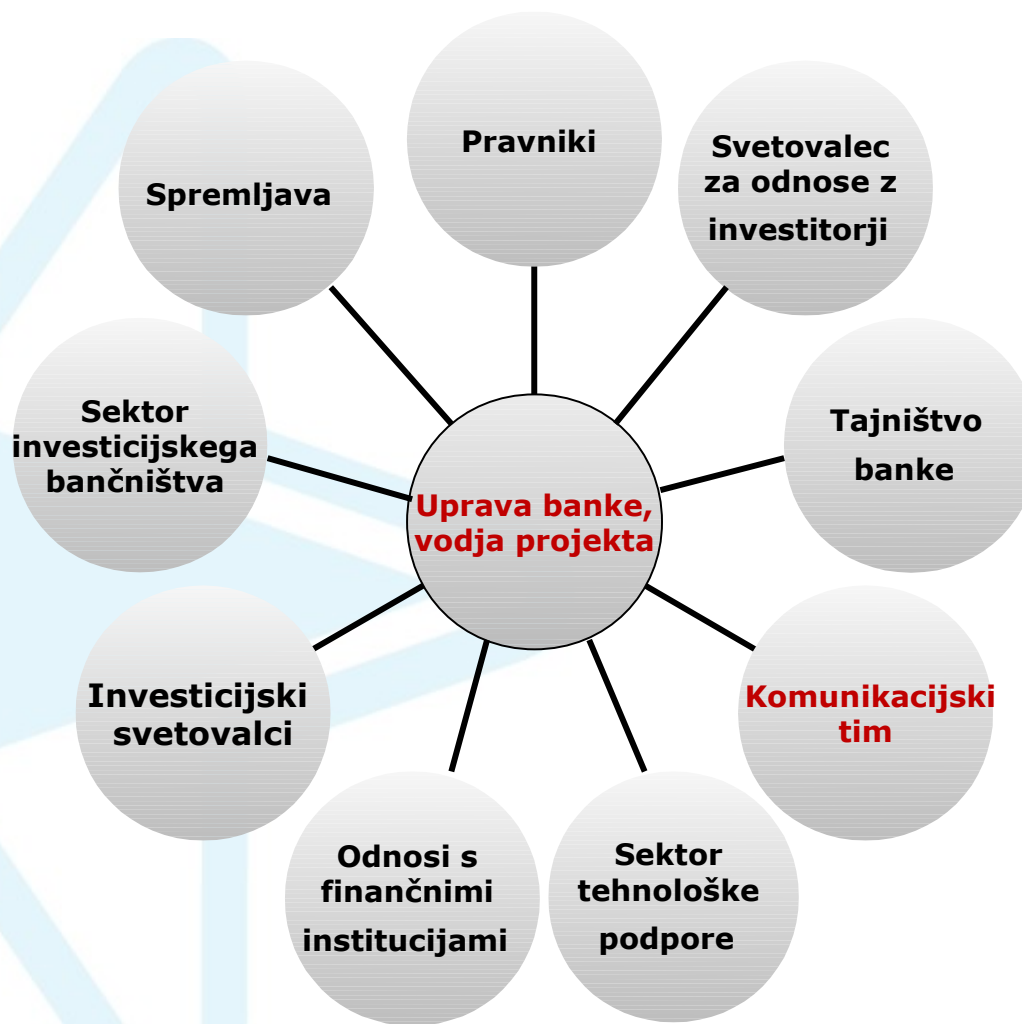 Pravniki
Svetovalec
za odnose z
investitorji
Spremljava
Tajništvo
banke
Sektor
investicijskega
bančništva
Uprava banke,
vodja projekta
Komunikacijski
tim
Investicijski
svetovalci
Odnosi s
finančnimi
institucijami
Sektor
tehnološke
podpore